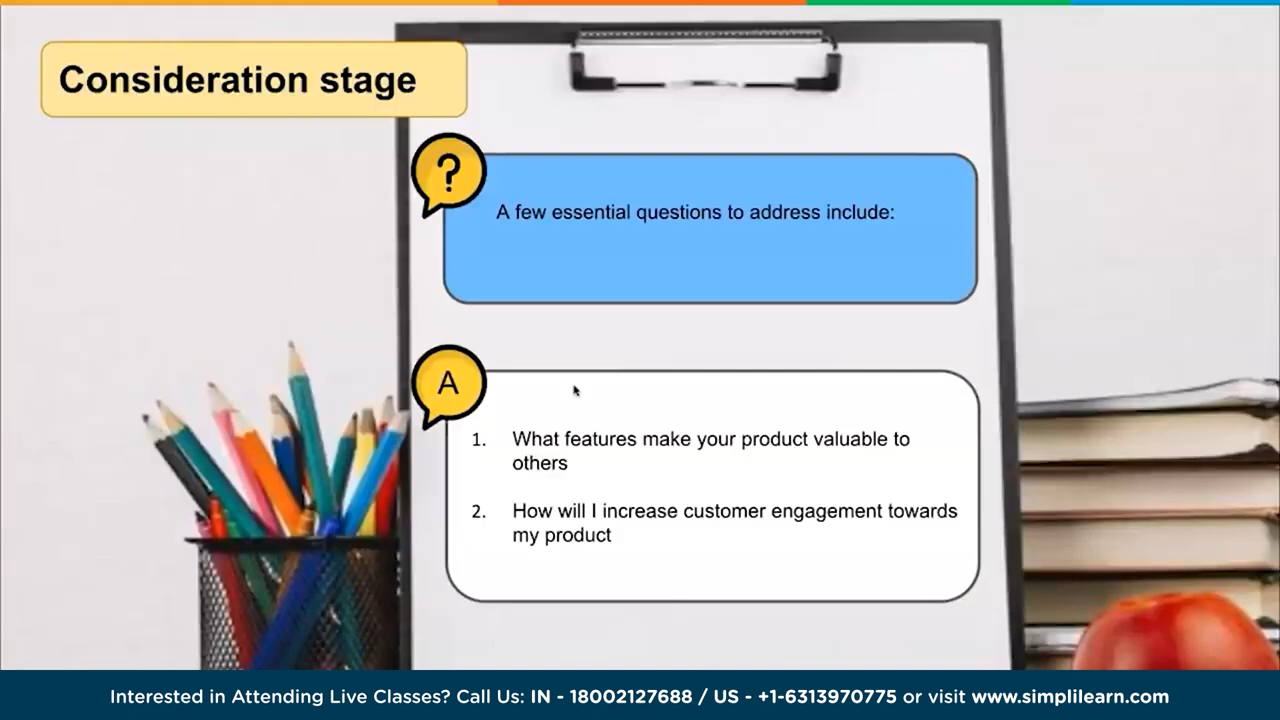 Consideration stage
?
A few essential questions to address include:
A
1. What features make your product valuable to
others
2. How will I increase customer engagement towards
my product
Interested in Attending Live Classes? Call Us: IN - 18002127688 / US - +1-6313970775 or visit www.simplilearn.com